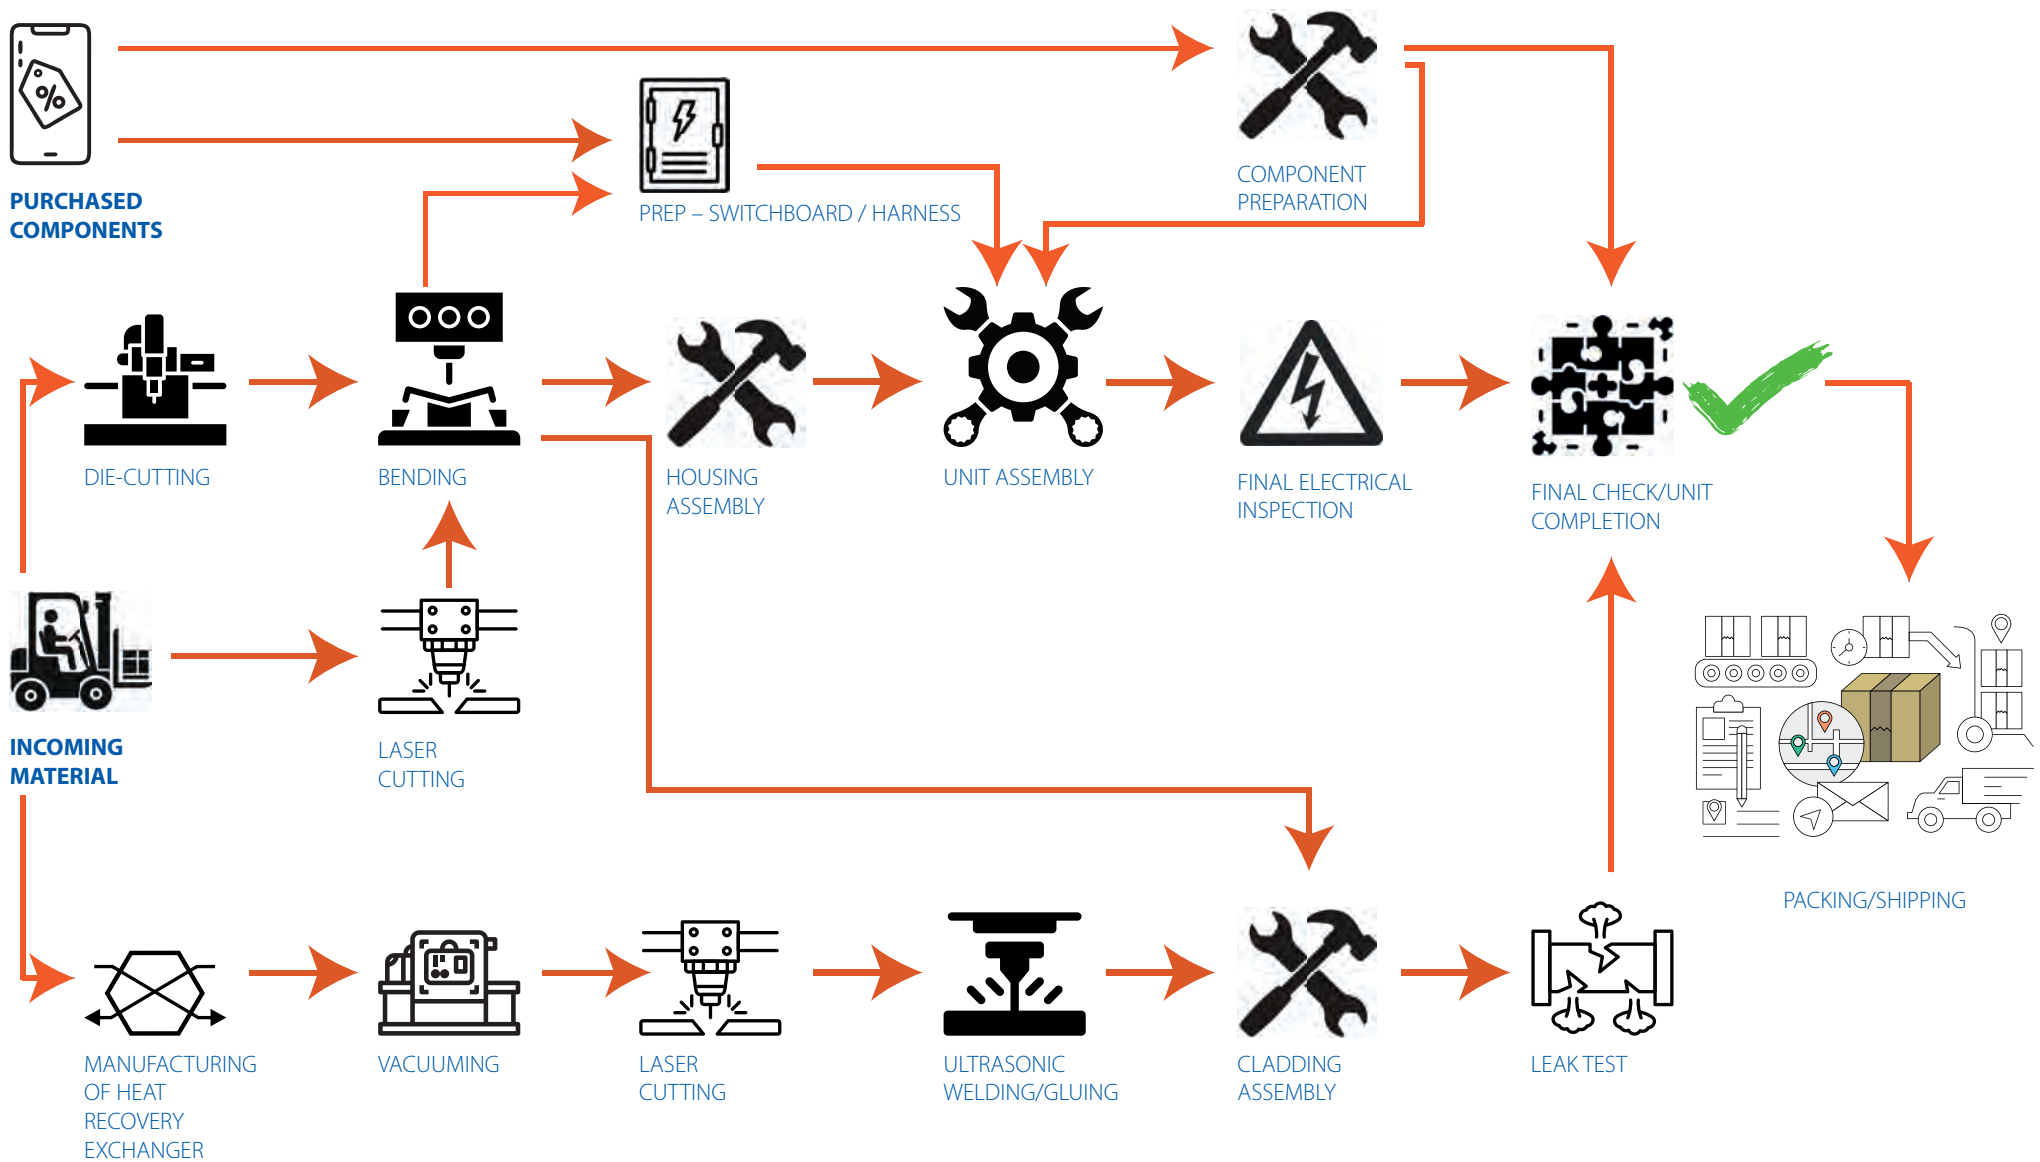 PURCHASED
COMPONENTS
PREP – SWITCHBOARD / HARNESS
COMPONENT
PREPARATION
DIE-CUTTING
BENDING
HOUSING
ASSEMBLY
UNIT ASSEMBLY
FINAL ELECTRICAL
INSPECTION
FINAL CHECK/UNIT
COMPLETION
INCOMING
MATERIAL
LASER
CUTTING
PACKING/SHIPPING
MANUFACTURING
OF HEAT
RECOVERY
EXCHANGER
VACUUMING
LASER
CUTTING
ULTRASONIC
WELDING/GLUING
CLADDING
ASSEMBLY
LEAK TEST